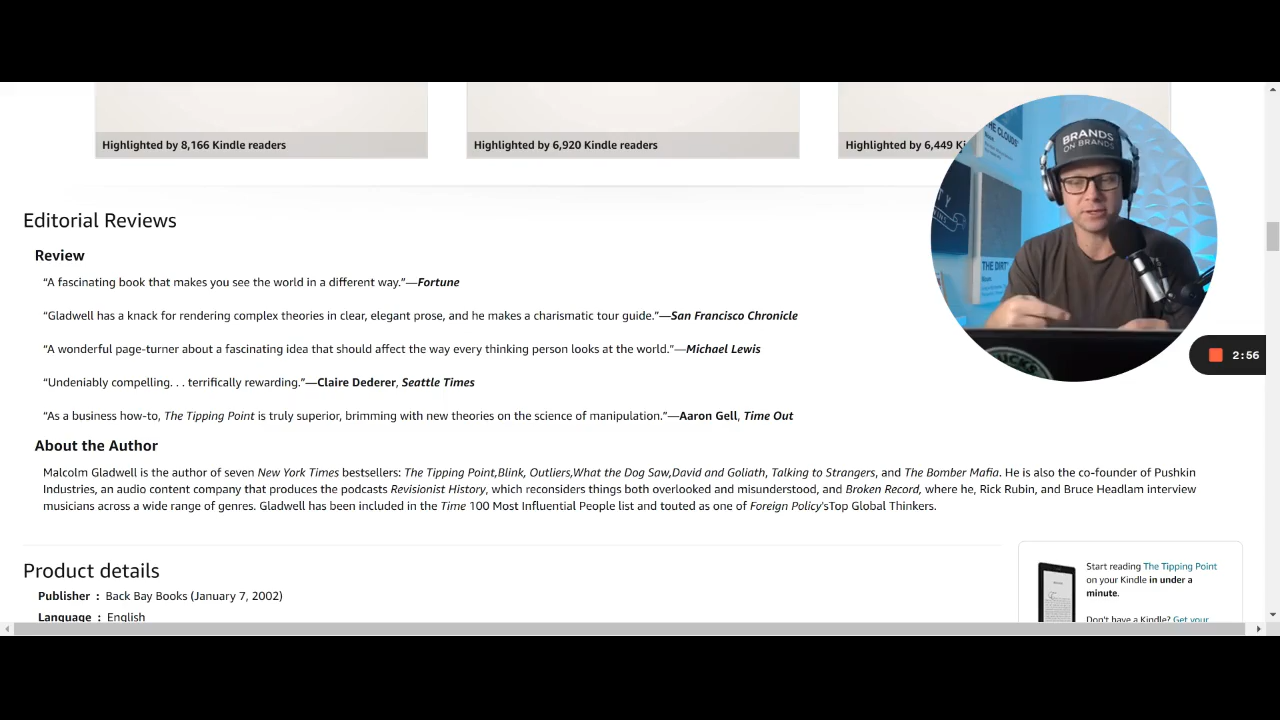 Highlighted by 8,166 Kindle readers
Highlighted by 6,920 Kindle readers
Highlighted by 6,449 Ki
THE CLOUDS
BRANDS
ON BRANDS
THE DIRT
Editorial Reviews
Review
“A fascinating book that makes you see the world in a different way.”—Fortune
“Gladwell has a knack for rendering complex theories in clear, elegant prose, and he makes a charismatic tour guide.”—San Francisco Chronicle
“A wonderful page-turner about a fascinating idea that should affect the way every thinking person looks at the world.”—Michael Lewis
2:56
“Undeniably compelling. . . terrifically rewarding.”—Claire Dederer, Seattle Times
“As a business how-to, The Tipping Point is truly superior, brimming with new theories on the science of manipulation.”—Aaron Gell, Time Out
About the Author
Malcolm Gladwell is the author of seven New York Times bestsellers: The Tipping Point,Blink, Outliers,What the Dog Saw,David and Goliath, Talking to Strangers, and The Bomber Mafia. He is also the co-founder of Pushkin
Industries, an audio content company that produces the podcasts Revisionist History, which reconsiders things both overlooked and misunderstood, and Broken Record, where he, Rick Rubin, and Bruce Headlam interview
musicians across a wide range of genres. Gladwell has been included in the Time 100 Most Influential People list and touted as one of Foreign Policy'sTop Global Thinkers.
Product details
Publisher : Back Bay Books (January 7, 2002)
Language : English
Start reading The Tipping Point
on your Kindle in under a
minute.
Don't have a Kindle? Get your